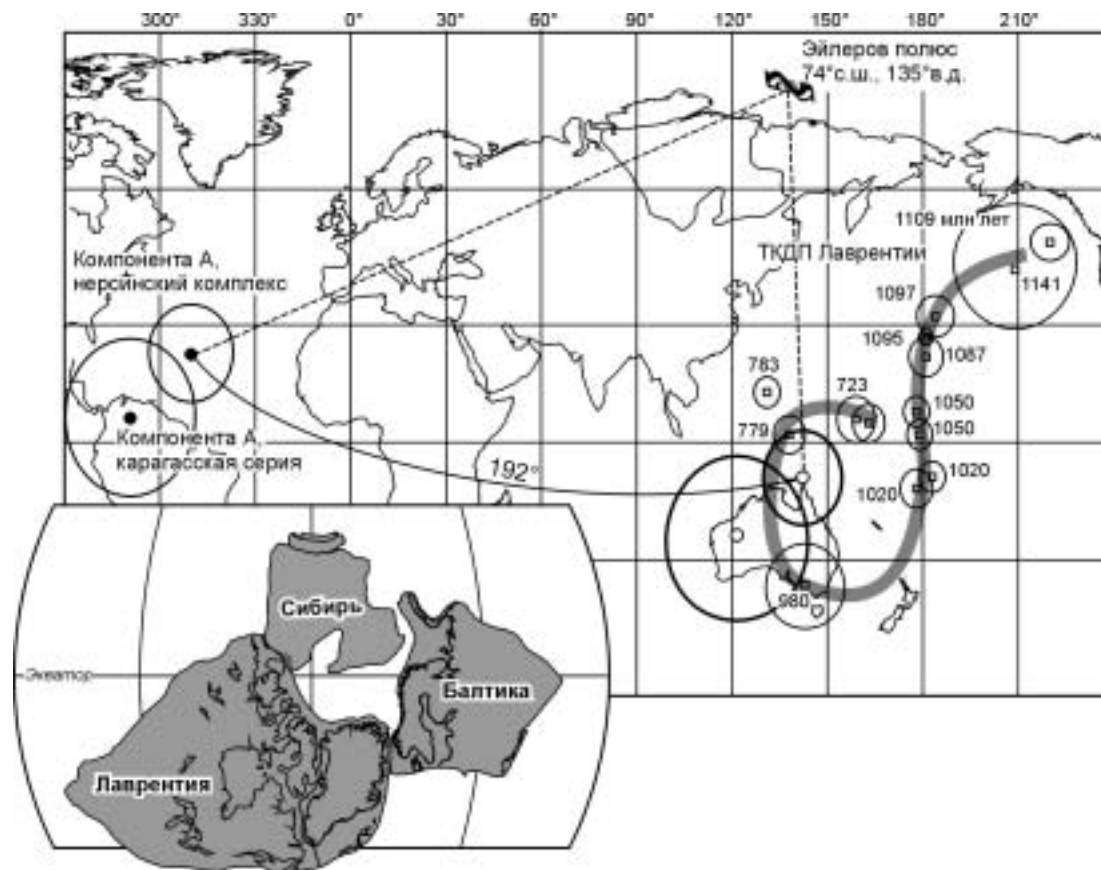 300° 330° 0° 30° 60° 90° 120° 150° 180° 210°
Эйлеров полюс
74°с.ш., 135°в.д.
1109 млн лет
Компонента А,
нерсинский комплекс
ТКДП Лаврентии
1141
1097
1095
1087
783
723
1050
779
1050
Компонента А,
карагасская серия
192°
1020
1020
980
Сибирь
Экватор
Балтика
Лаврентия